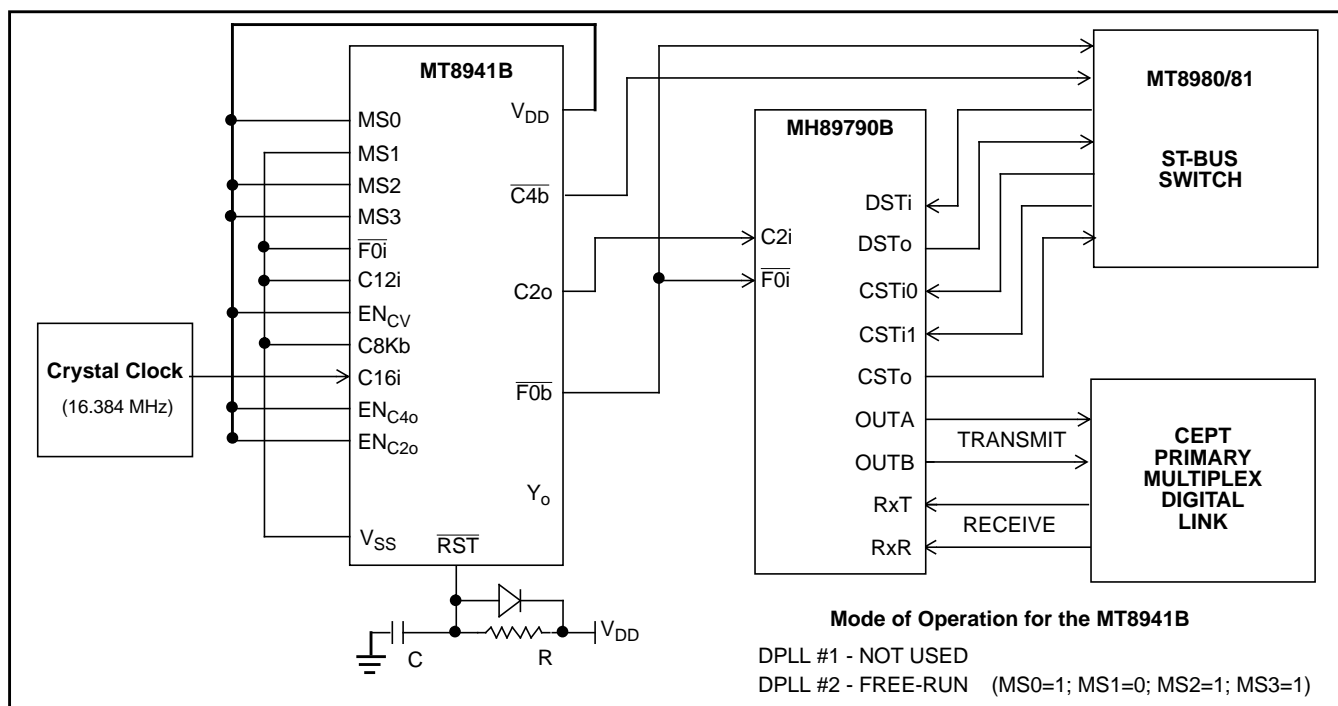 MT8941B
MS0
MS1
MS2
MS3
F0i
C12i
ENCV
C8Kb
C16i
ENC4o
ENC2o
VSS
VDD
C4b
C2o
F0b
Yo
RST
Crystal Clock
(16.384 MHz)
C
R
VDD
MH89790B
C2i
F0i
DSTi
DSTo
CSTi0
CSTi1
CSTo
OUTA
OUTB
RxT
RxR
TRANSMIT
RECEIVE
MT8980/81
ST-BUS
SWITCH
CEPT
PRIMARY
MULTIPLEX
DIGITAL
LINK
Mode of Operation for the MT8941B
DPLL #1 - NOT USED
DPLL #2 - FREE-RUN (MS0=1; MS1=0; MS2=1; MS3=1)